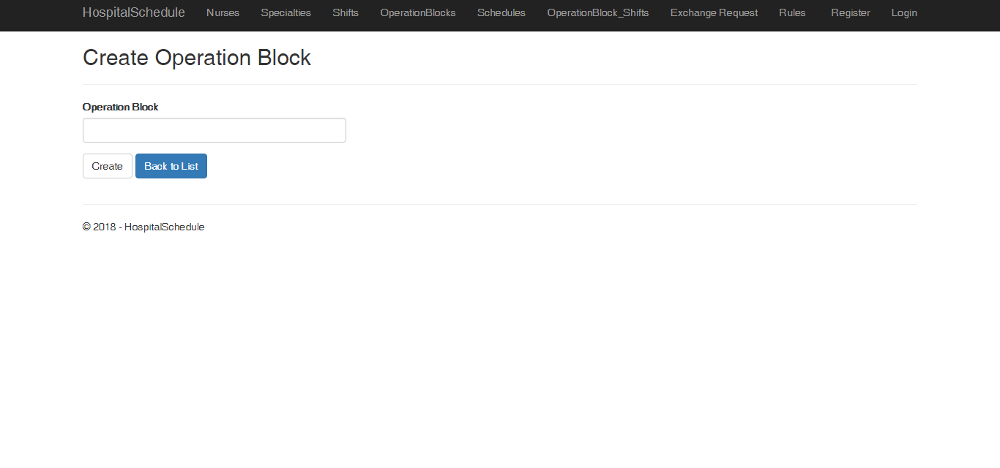 HospitalSchedule Nurses Specialties Shifts OperationBlocks Schedules OperationBlock_Shifts Exchange Request Rules Register Login
Create Operation Block
Operation Block
Create Back to List
© 2018 - HospitalSchedule